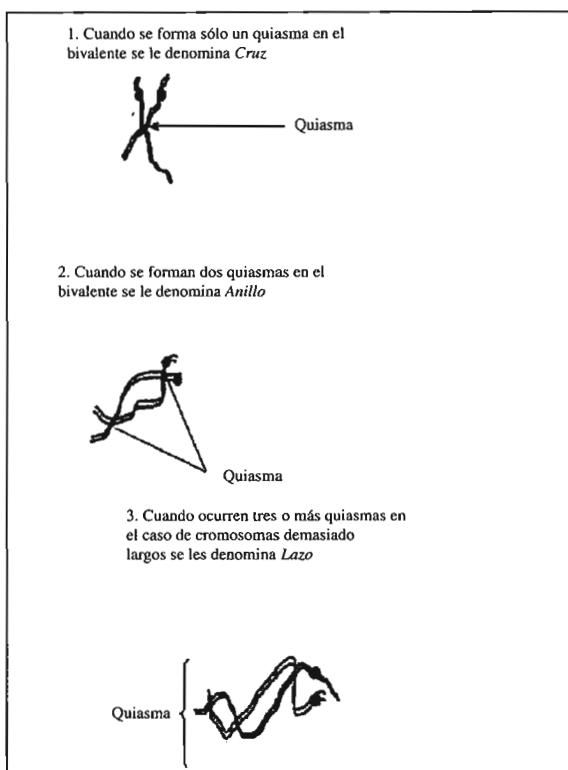 1. Cuando se forma sólo un quiasma en el
bivalente se le denomina Cruz
Quiasma
2. Cuando se forman dos quiasmas en el
bivalente se le denomina Anillo
Quiasma
3. Cuando ocurren tres o más quiasmas en
el caso de cromosomas demasiado
largos se les denomina Lazo
Quiasma